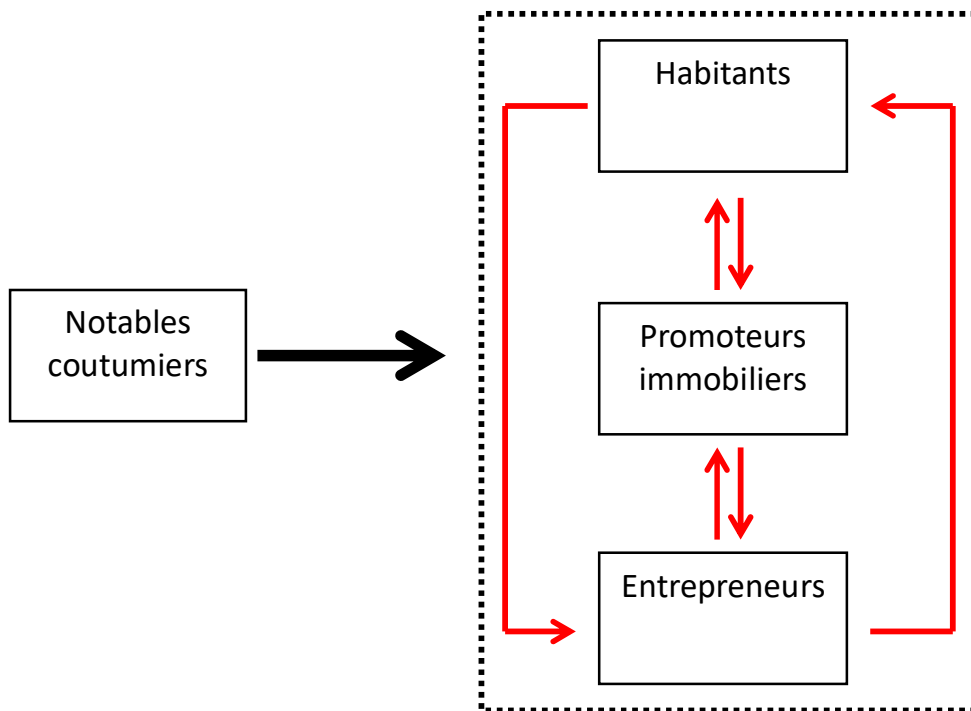 Habitants
Notables
coutumiers
Promoteurs
immobiliers
Entrepreneurs